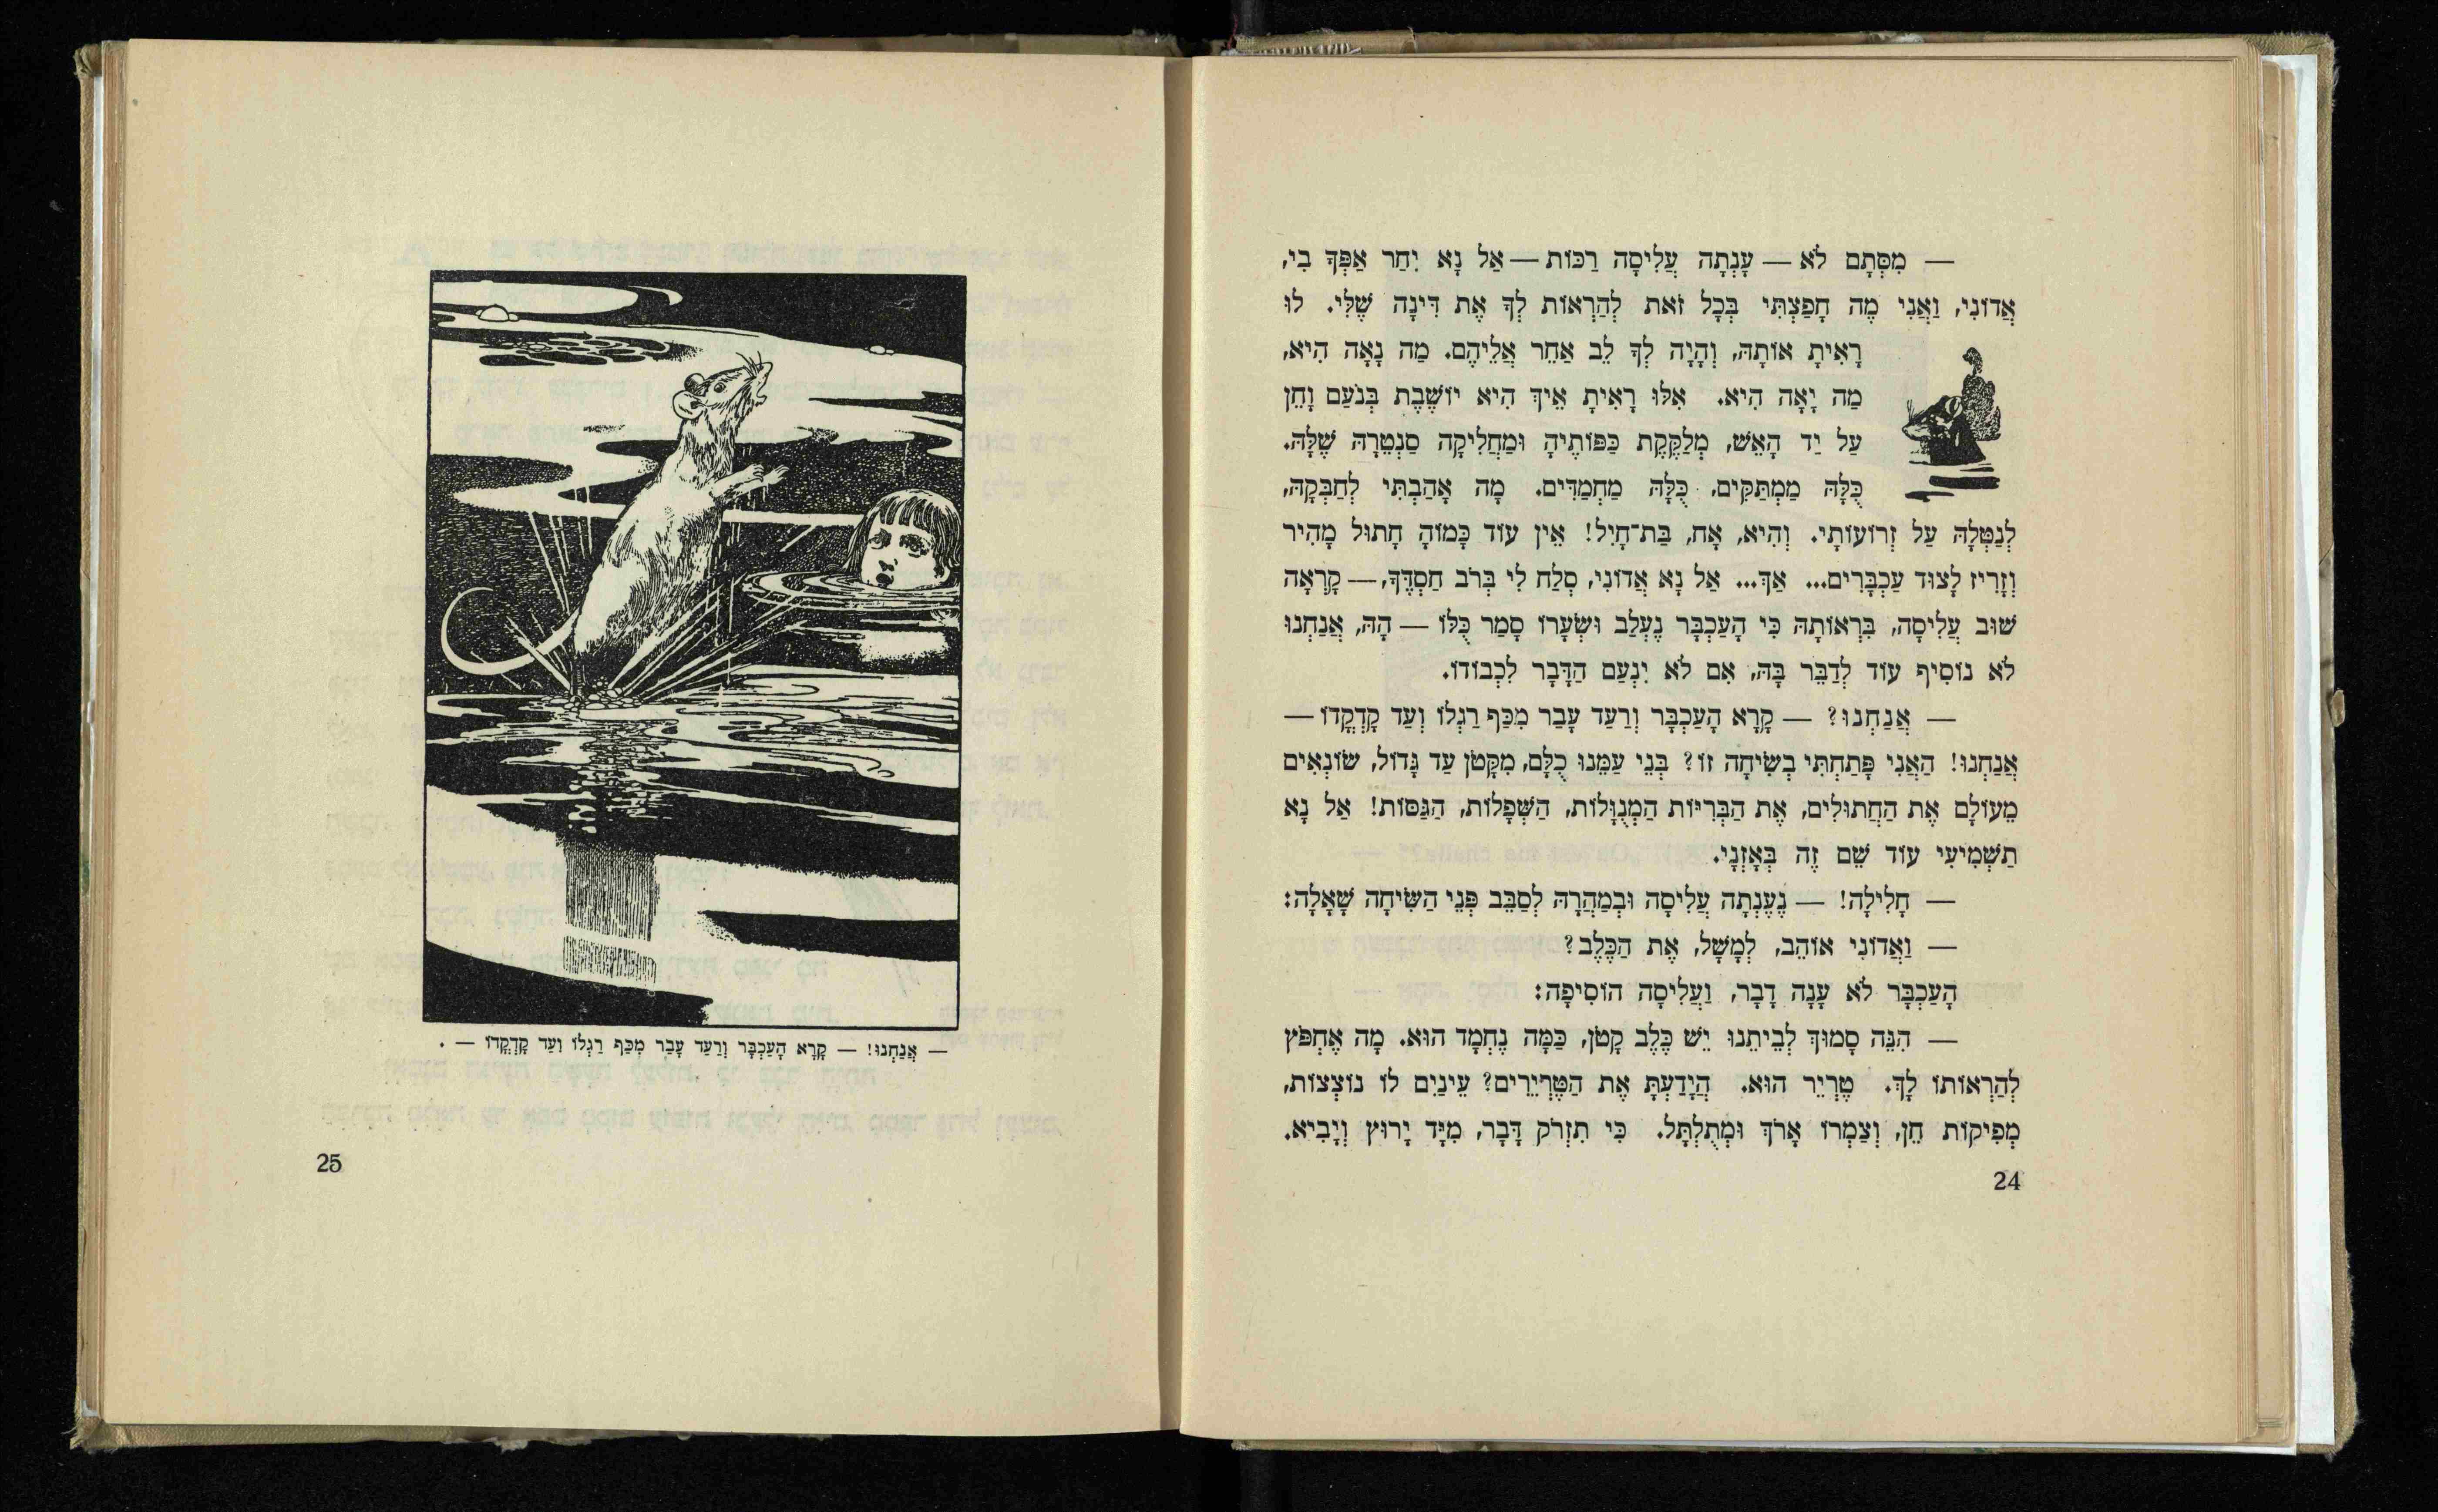 — מִסְּתָם לֹא — עָנְתָה עֲלִיסָה רַכּוֹת — אַל נָא יִחַר אַפְּךָ בִי,
אֲדוֹנִי, וַאֲנִי מֶה חָפַצְתִּי בְּכָל זֹאת לְהַרְאוֹת לְךָ אֶת דִּינָה שֶׁלִּי. לוּ
רָאִיתָ אוֹתָהּ, וְהָיָה לְךָ לֵב אַחֵר אֲלֵיהֶם. מַה נָאָה הִיא,
מַה יָאָה הִיא. אִלּוּ רָאִיתָ אֵיךְ הִיא יוֹשֶׁבֶת בְּנֹעַם וָחֵן
עַל יַד הָאֵשׁ, מְלַקֶּקֶת כַּפּוֹתֶיהָ וּמַחֲלִיקָה סַנְטֵרָהּ שֶׁלָּהּ.
כֻּלָּהּ מַמְתַּקִּים, כֻּלָּהּ מַחְמַדִּים. מָה אָהַבְתִּי לְחַבְּקָהּ,
לְנַטְּלָהּ עַל זְרוֹעוֹתָי. וְהִיא, אָח, בַּת־חָיִל! אֵין עוֹד כָּמוֹהָ חָתוּל מָהִיר
וְזָרִיז לָצוּד עַכְבָּרִים... אַךְ... אַל נָא אֲדוֹנִי, סְלַח לִי בְּרֹב חַסְדֶּךָ, — קָרְאָה
שׁוּב עֲלִיסָה, בִּרְאוֹתָהּ כִּי הָעַכְבָּר נֶעֱלַב וּשְׂעָרוֹ סָמַר כֻּלּוֹ — הָהּ, אֲנַחְנוּ
לֹא נוֹסִיף עוֹד לְדַבֵּר בָּהּ, אִם לֹא יִנְעַם הַדָּבָר לִכְבוֹדוֹ.
— אֲנַחְנוּ? — קָרָא הָעַכְבָּר וְרַעַד עָבַר מִכַּף רַגְלוֹ וְעַד קָדְקֳדוֹ —
אֲנַחְנוּ! הַאֲנִי פָּתַחְתִּי בְשִׂיחָה זוֹ? בְּנֵי עַמֵּנוּ כֻלָּם, מִקָּטֹן עַד גָּדוֹל, שׂוֹנְאִים
מֵעוֹלָם אֶת הַחֲתוּלִים, אֶת הַבְּרִיּוֹת הַמְנֻוָּלוֹת, הַשְּׁפָלוֹת, הַגַּסּוֹת! אַל נָא
תַשְׁמִיעִי עוֹד שֵׁם זֶה בְּאָזְנָי.
— חָלִילָה! — נֶעֶנְתָה עֲלִיסָה וּבִמְהֵרָה לְסַבֵּב פְּנֵי הַשִּׂיחָה שָׁאָלָה:
— וַאֲדוֹנִי אוֹהֵב, לְמָשָׁל, אֶת הַכֶּלֶב?
הָעַכְבָּר לֹא עָנָה דָבָר, וַעֲלִיסָה הוֹסִיפָה:
— הִנֵּה סָמוּךְ לְבֵיתֵנוּ יֵשׁ כֶּלֶב קָטֹן, כַּמָּה נֶחְמָד הוּא. מָה אֶחְפֹּץ
לְהַרְאוֹתוֹ לָךְ. טֶרְיֵר הוּא. הֲיָדַעְתָּ אֶת הַטֶּרְיֵרִים? עֵינַיִם לוֹ נוֹצְצוֹת,
מְפִיקוֹת חֵן, וְצַמְרוֹ אָרֹךְ וּמְתֻלְתָּל. כִּי תִזְרֹק דָּבָר, מִיָּד יָרוּץ וְיָבִיא.
24
— אֲנַחְנוּ! — קָרָא הָעַכְבָּר וְרַעַד עָבַר מִכַּף רַגְלוֹ וְעַד קָדְקֳדוֹ — .
25